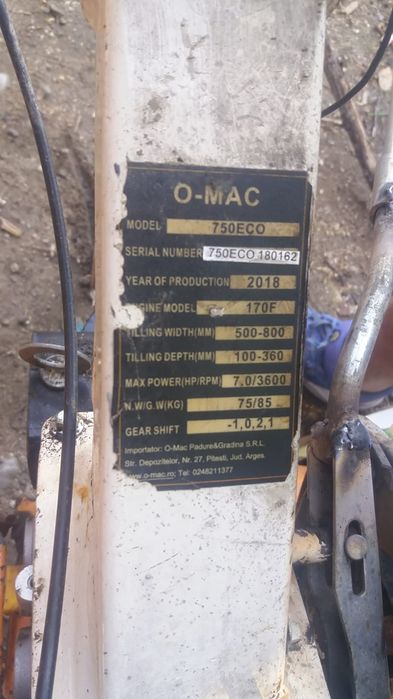 O-MAC
MODEL 750ECO
SERIAL NUMBER 750ECO 180162
YEAR OF PRODUCTION 2018
ENGINE MODEL 170F
TILLING WIDTH(MM) 500-800
TILLING DEPTH(MM) 100-360
MAX POWER(HP/RPM) 7.0/3600
N.W/G.W(KG) 75/85
GEAR SHIFT -1,0,2,1
Importator: O-Mac Padure&Gradina S.R.L.
Str. Depozitelor, Nr. 27, Pitesti, Jud. Arges.
www.o-mac.ro; Tel: 0248211377